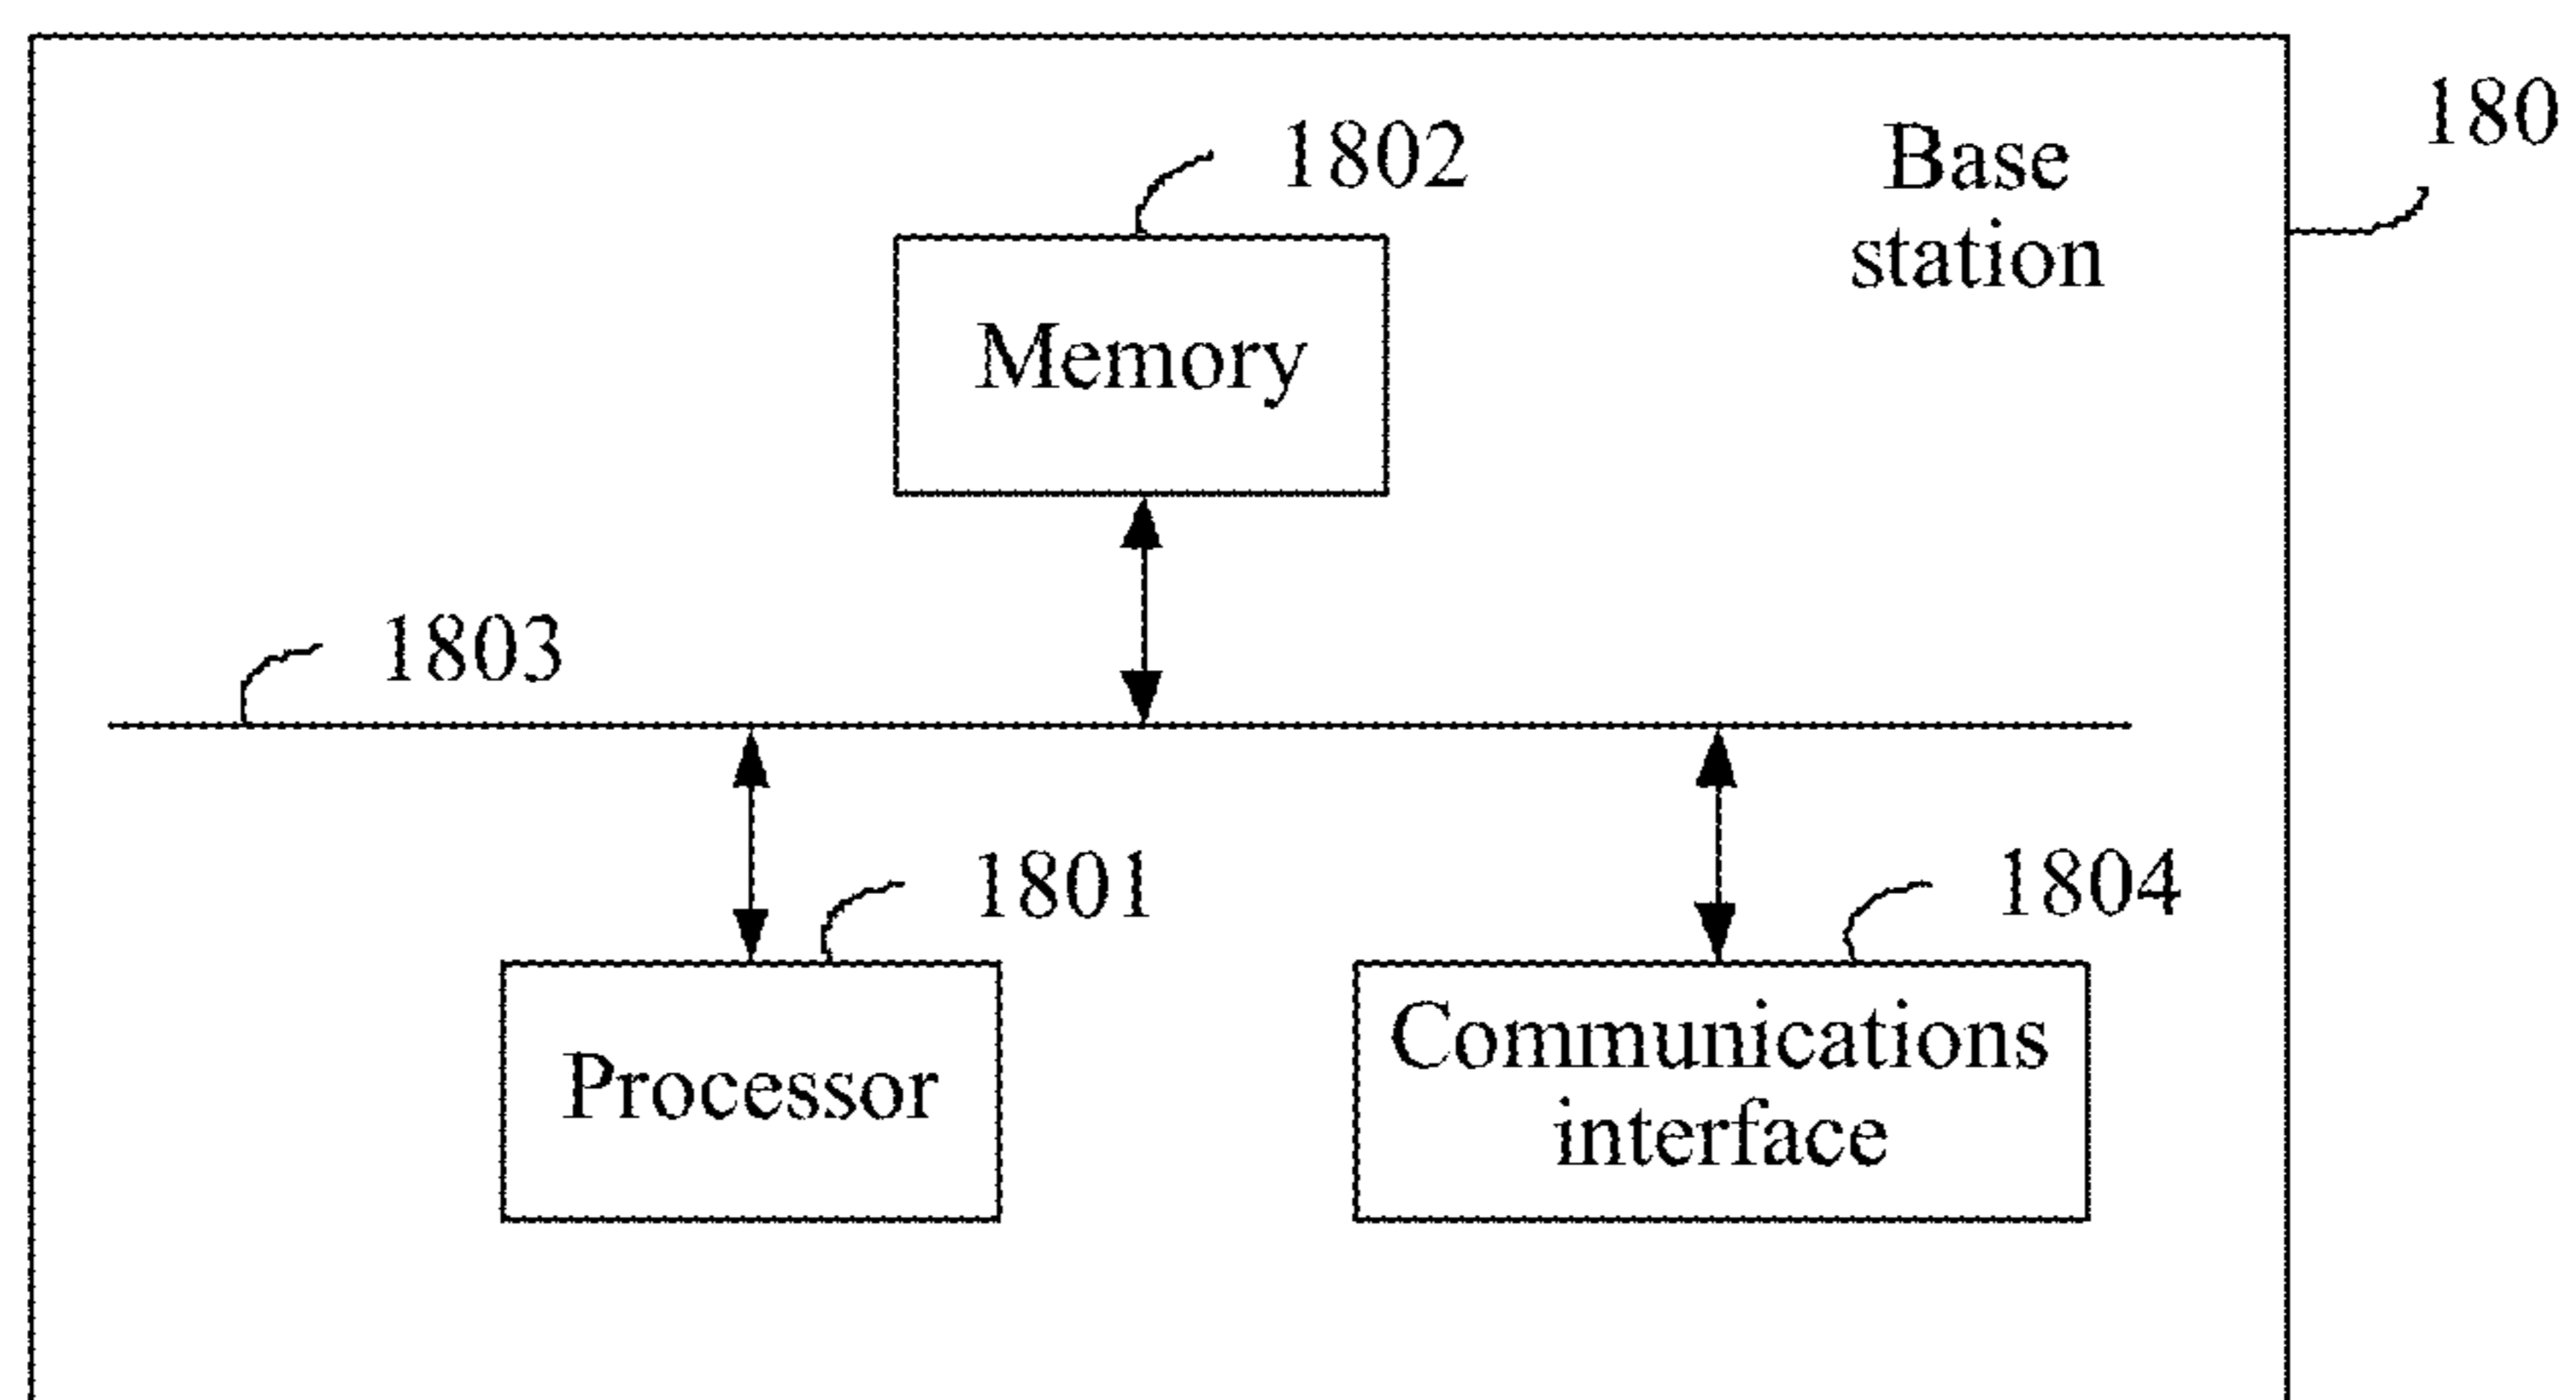 180
1802
Base
station
Memory
1803
1801
1804
Processor
Communications
interface